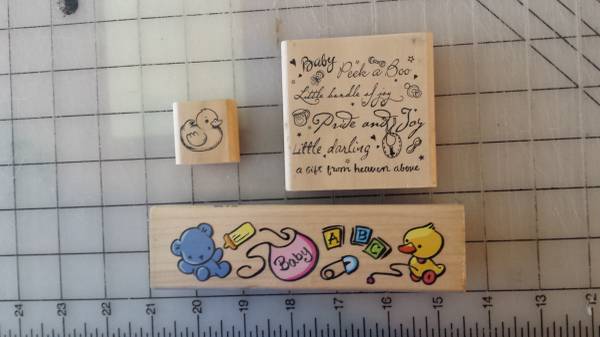 Baby
Peek a Boo
Little bundle of joy
Pride and Joy
Little darling
a Gift from heaven above
Baby
A B C
24 23 22 21 20 19 18 17 16 15 14 13 12